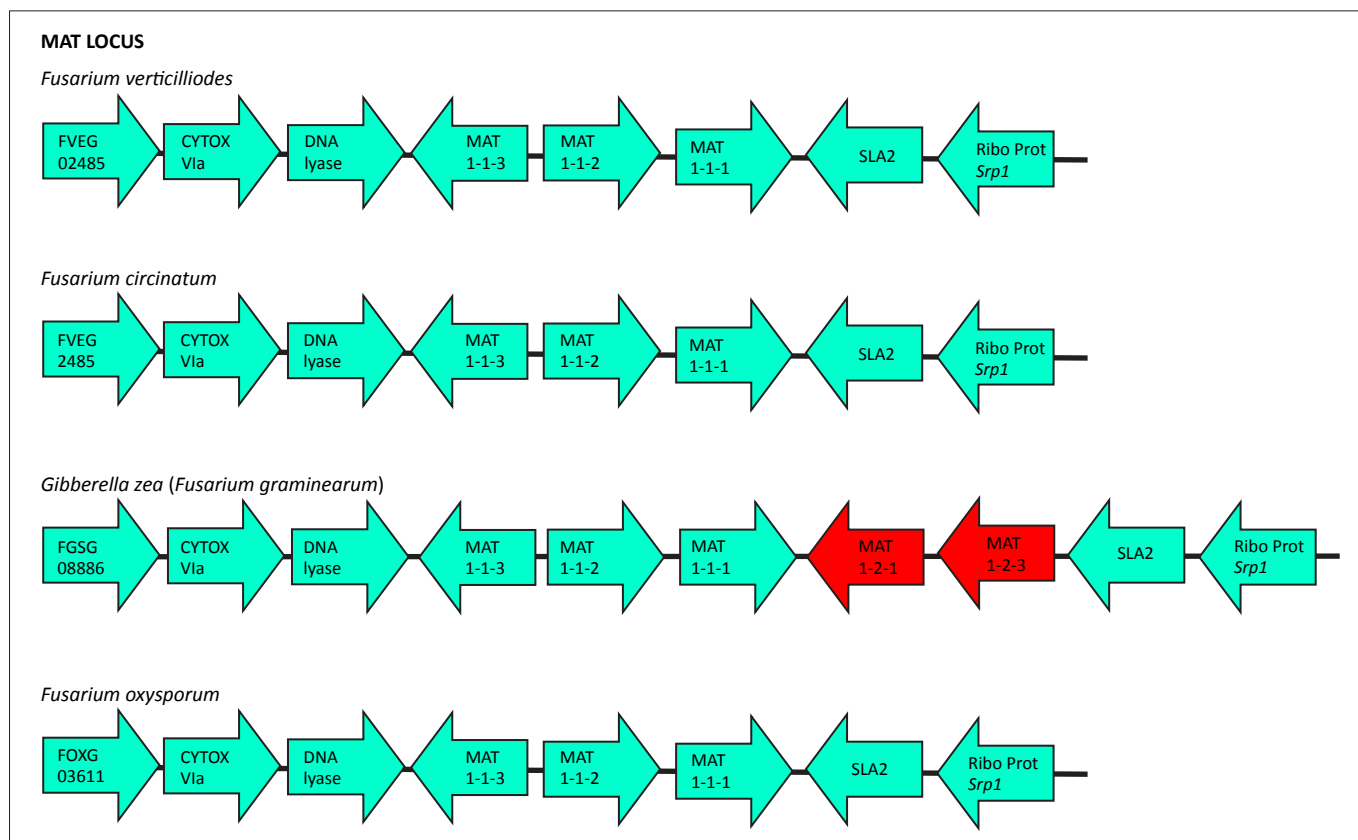 MAT LOCUS
Fusarium verticilliodes
FVEG
02485
CYTOX
VIa
DNA
lyase
MAT
1-1-3
MAT
1-1-2
MAT
1-1-1
SLA2
Ribo Prot
Srp1
Fusarium circinatum
FVEG
2485
CYTOX
VIa
DNA
lyase
MAT
1-1-3
MAT
1-1-2
MAT
1-1-1
SLA2
Ribo Prot
Srp1
Gibberella zea (Fusarium graminearum)
FGSG
08886
CYTOX
VIa
DNA
lyase
MAT
1-1-3
MAT
1-1-2
MAT
1-1-1
MAT
1-2-1
MAT
1-2-3
SLA2
Ribo Prot
Srp1
Fusarium oxysporum
FOXG
03611
CYTOX
VIa
DNA
lyase
MAT
1-1-3
MAT
1-1-2
MAT
1-1-1
SLA2
Ribo Prot
Srp1